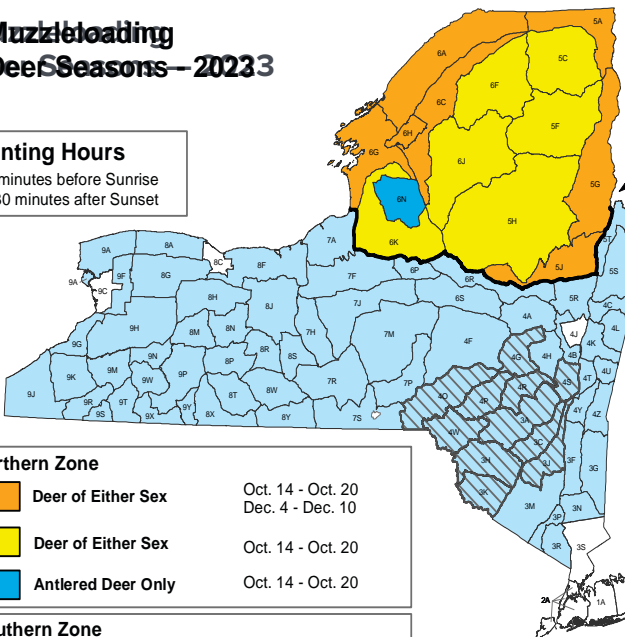 Muzzleloading
Deer Seasons - 2023
nting Hours
minutes before Sunrise
30 minutes after Sunset
5A
6A
5C
6F
6C
5F
6H
6G
6J
5G
6N
5H
6K
7A
9A
8A
8C
8F
9A
9F
8G
9C
7F
6P
6R
5J
5T
5S
8H
8J
7J
6S
5R
4C
4A
9H
8M
8N
7H
7M
4F
4J
4K
4L
9G
9N
8R
8S
4G
4H
4B
9K
9M
9W
9P
8P
7R
7P
4R
4S
4T
4U
9J
9R
9S
9T
9X
9Y
8X
8T
8W
8Y
7S
4O
4P
3A
4Y
4Z
4W
3C
3H
3J
3F
3G
3K
3M
3P
3N
3R
3S
2A
1A
rthern Zone
Deer of Either Sex Oct. 14 - Oct. 20
Dec. 4 - Dec. 10
Deer of Either Sex Oct. 14 - Oct. 20
Antlered Deer Only Oct. 14 - Oct. 20
uthern Zone